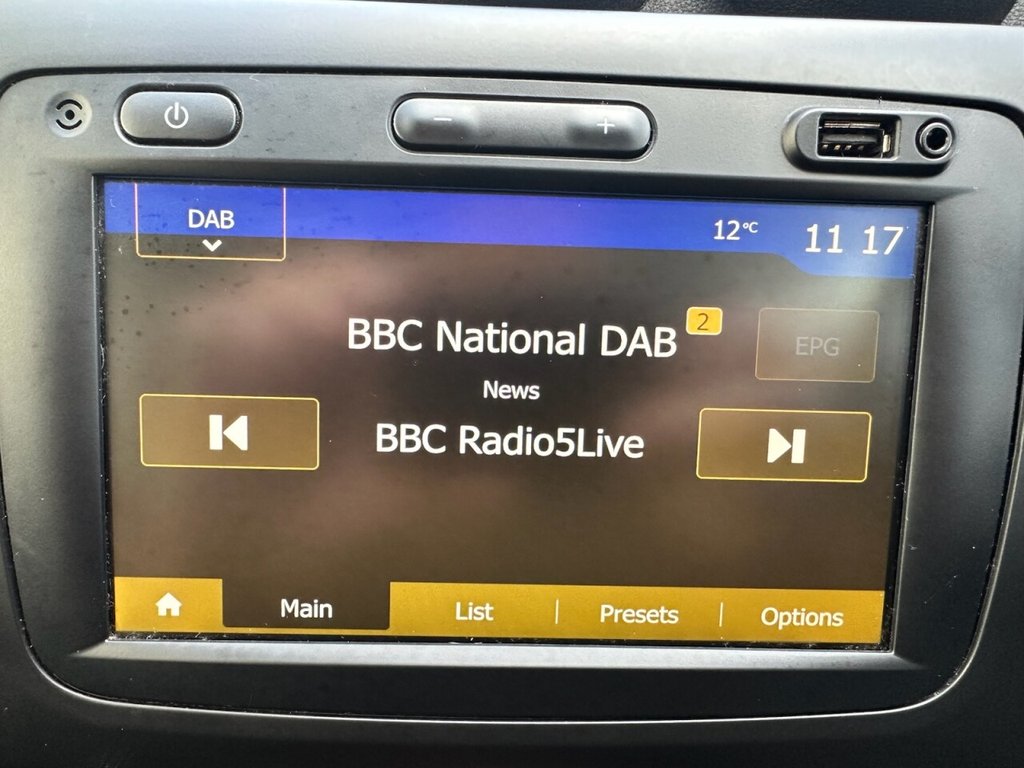 − +
DAB
12°C 11 17
BBC National DAB 2
EPG
News
BBC Radio5Live
Main List | Presets | Options